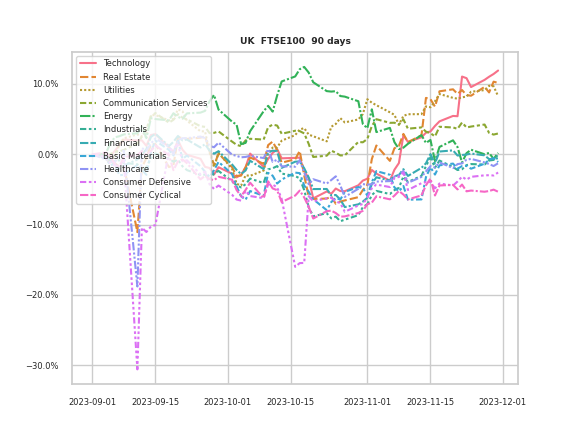 UK  FTSE100  90 days
Technology
Real Estate
Utilities
Communication Services
Energy
Industrials
Financial
Basic Materials
Healthcare
Consumer Defensive
Consumer Cyclical
10.0%
0.0%
−10.0%
−20.0%
−30.0%
2023-09-01 2023-09-15 2023-10-01 2023-10-15 2023-11-01 2023-11-15 2023-12-01